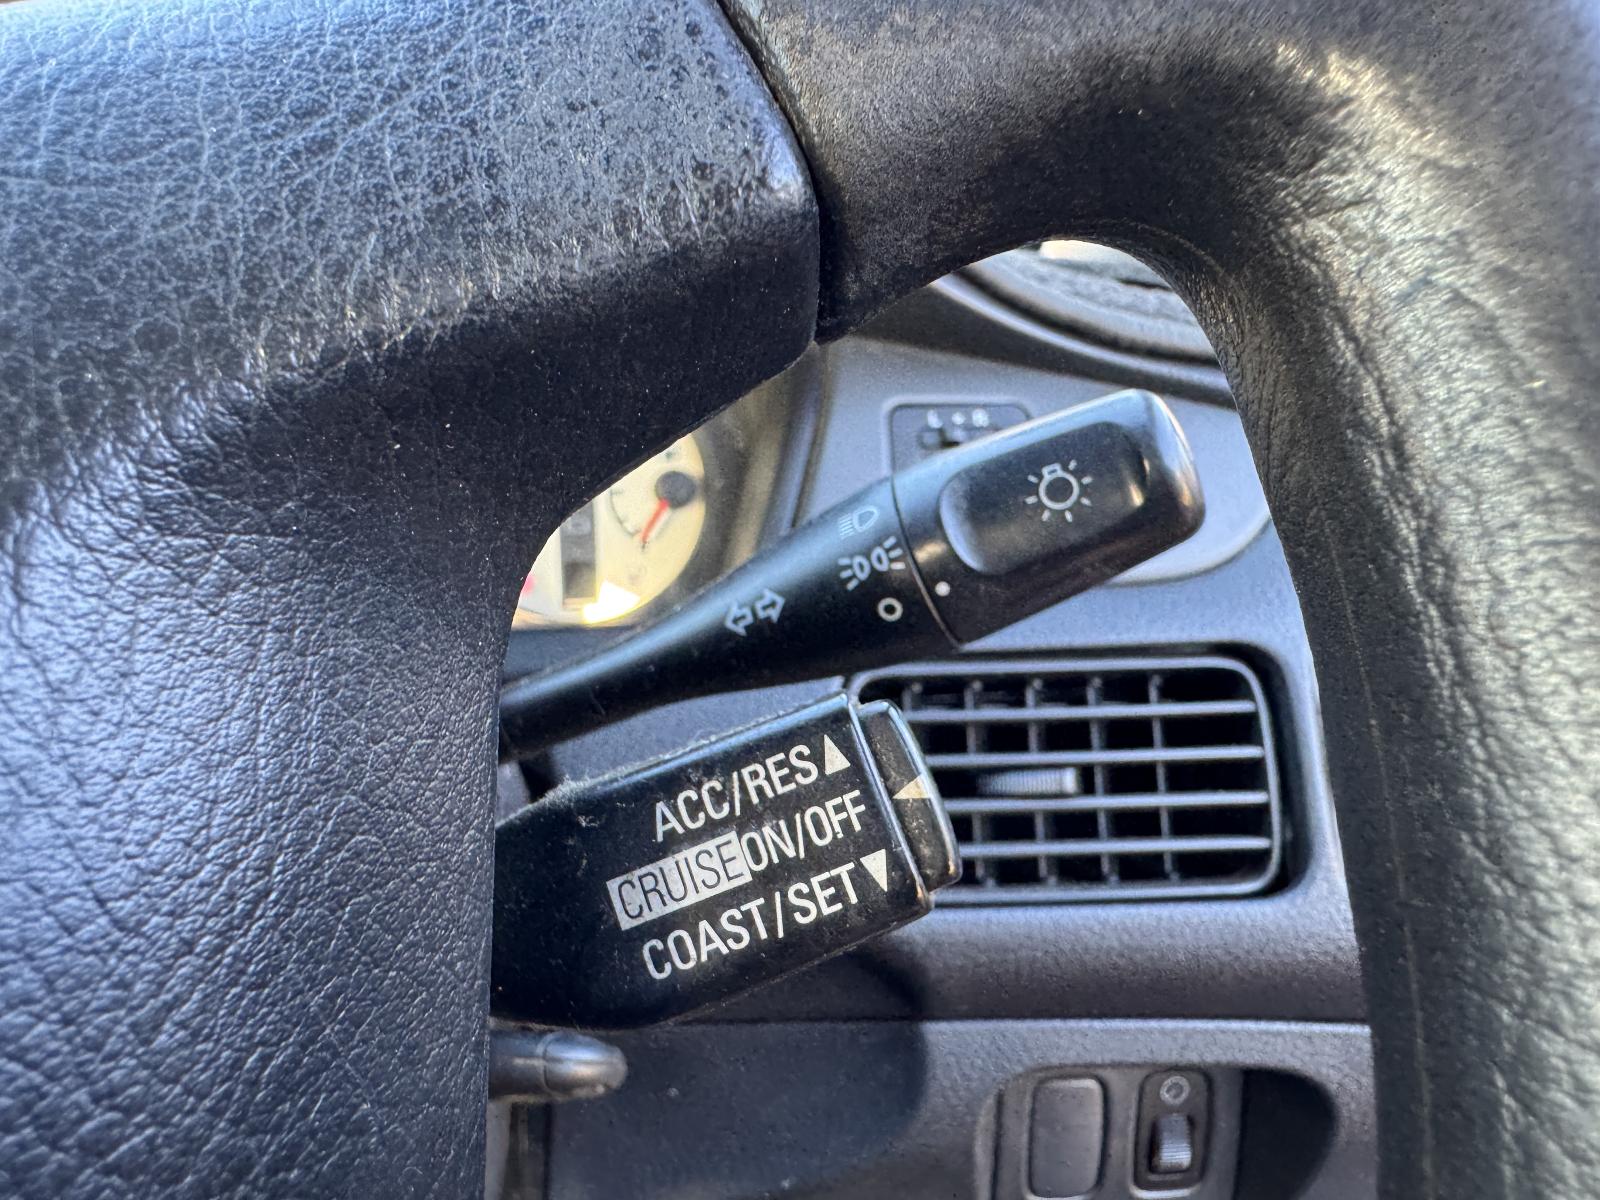 L R
ACC/RES▲
CRUISE ON/OFF
COAST/SET▼